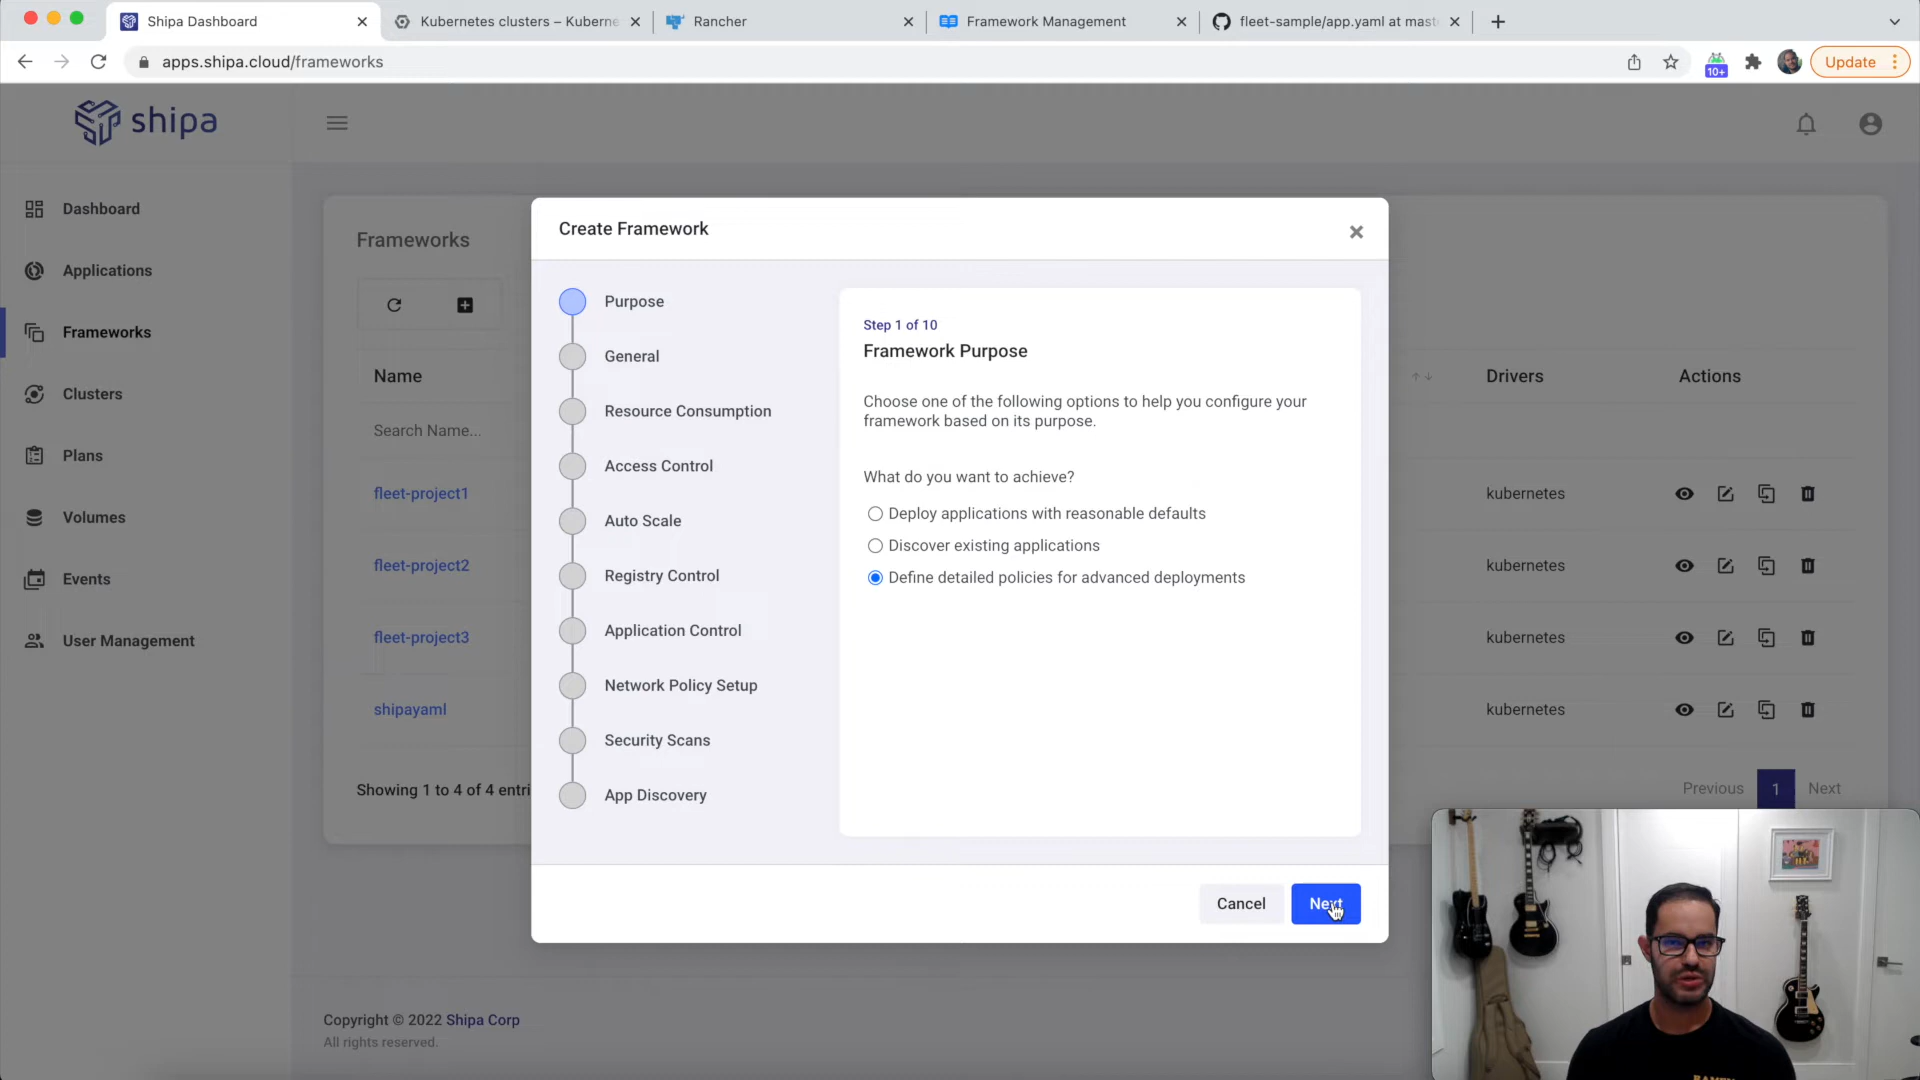 Shipa Dashboard
Kubernetes clusters – Kuberne
Rancher
Framework Management
fleet-sample/app.yaml at mast
apps.shipa.cloud/frameworks
10+
Update
shipa
Dashboard
Applications
Frameworks
Clusters
Plans
Volumes
Events
User Management
Frameworks
Name
Drivers
Actions
Search Name...
fleet-project1
kubernetes
fleet-project2
kubernetes
fleet-project3
kubernetes
shipayaml
kubernetes
Showing 1 to 4 of 4 entri
Previous
1
Next
Create Framework
Purpose
General
Resource Consumption
Access Control
Auto Scale
Registry Control
Application Control
Network Policy Setup
Security Scans
App Discovery
Step 1 of 10
Framework Purpose
Choose one of the following options to help you configure your
framework based on its purpose.
What do you want to achieve?
Deploy applications with reasonable defaults
Discover existing applications
Define detailed policies for advanced deployments
Cancel
Next
Copyright © 2022 Shipa Corp
All rights reserved.